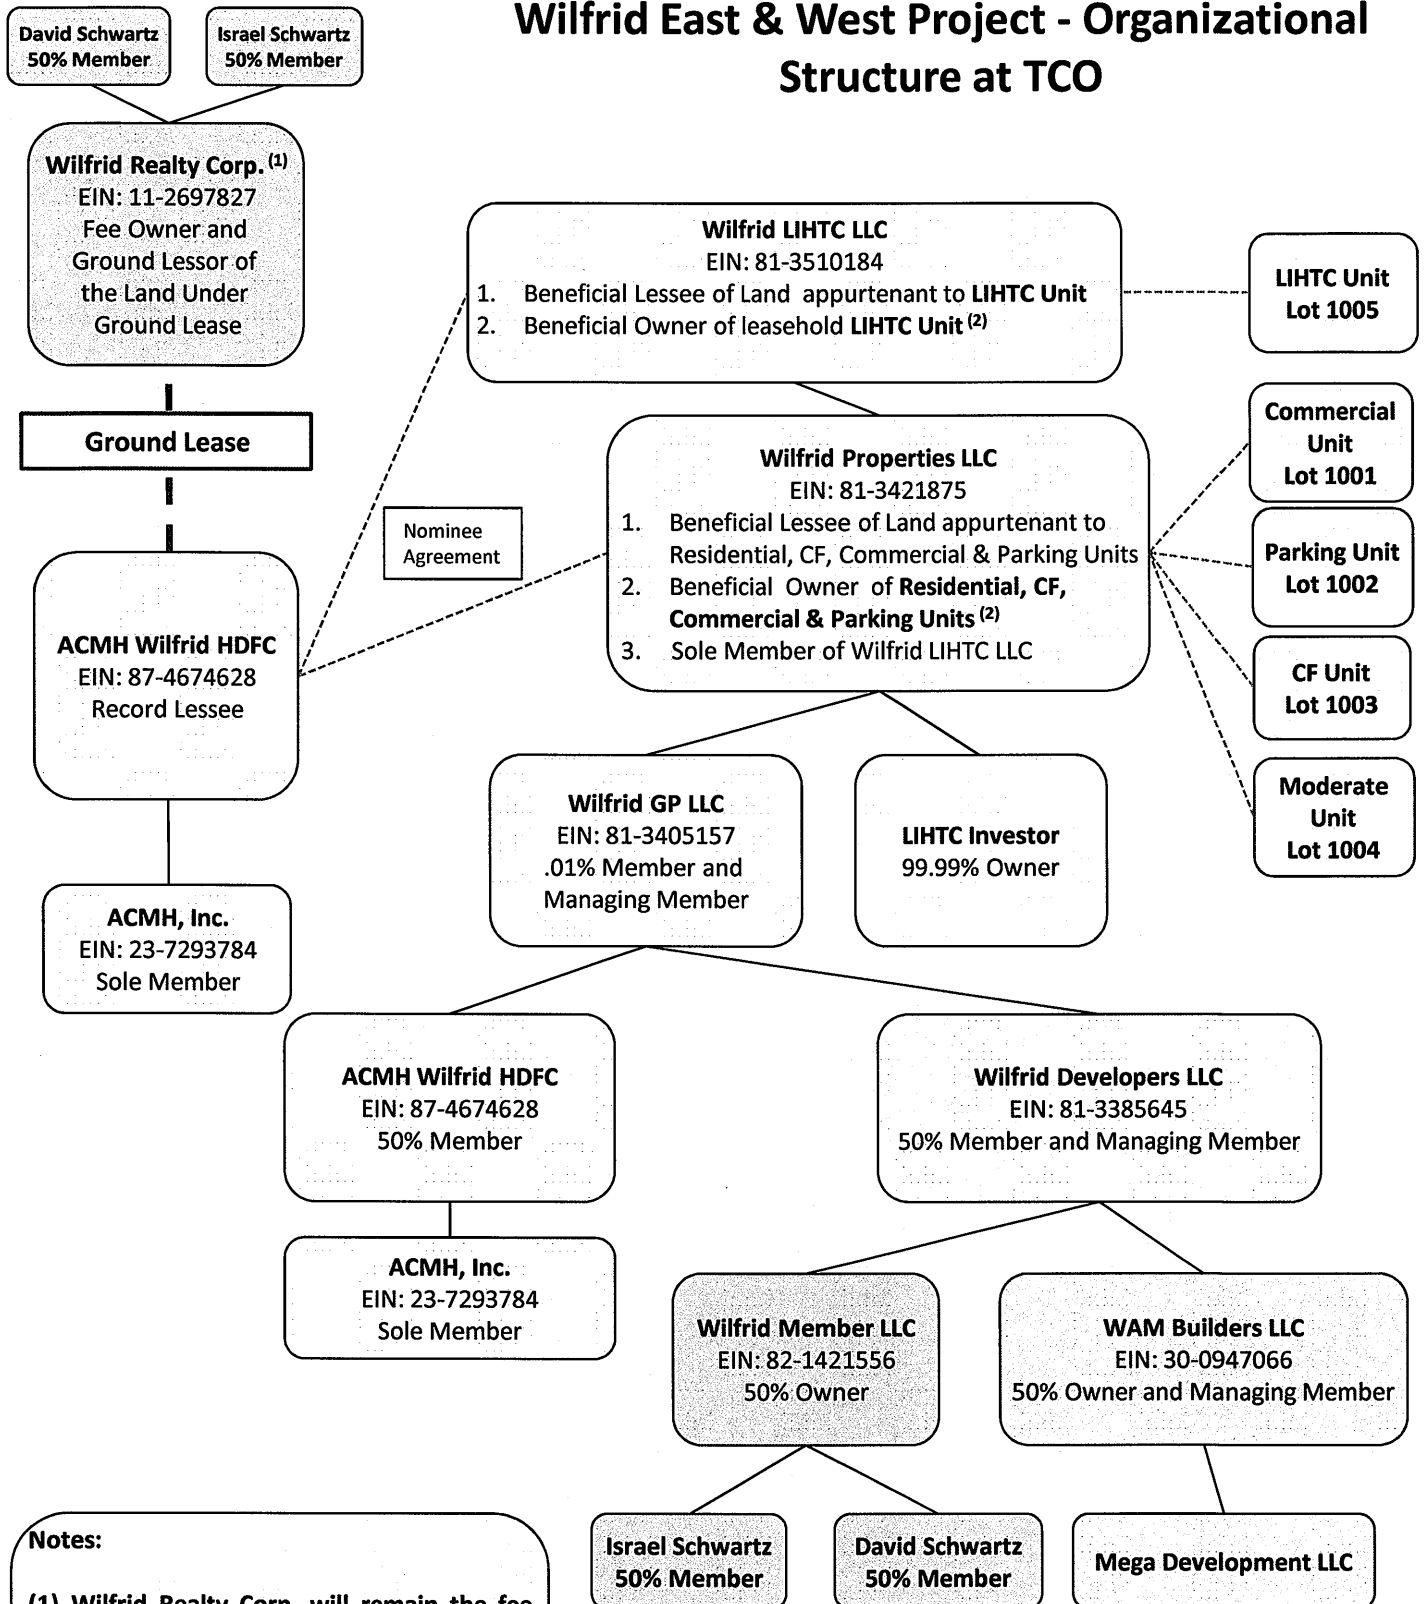 Wilfrid East & West Project - Organizational
Structure at TCO
David Schwartz
50% Member
Israel Schwartz
50% Member
Wilfrid Realty Corp. (1)
EIN: 11-2697827
Fee Owner and
Ground Lessor of
the Land Under
Ground Lease
Ground Lease
ACMH Wilfrid HDFC
EIN: 87-4674628
Record Lessee
ACMH, Inc.
EIN: 23-7293784
Sole Member
Nominee
Agreement
Wilfrid LIHTC LLC
EIN: 81-3510184
1. Beneficial Lessee of Land appurtenant to LIHTC Unit
2. Beneficial Owner of leasehold LIHTC Unit (2)
Wilfrid Properties LLC
EIN: 81-3421875
1. Beneficial Lessee of Land appurtenant to
Residential, CF, Commercial & Parking Units
2. Beneficial Owner of Residential, CF,
Commercial & Parking Units (2)
3. Sole Member of Wilfrid LIHTC LLC
LIHTC Unit
Lot 1005
Commercial
Unit
Lot 1001
Parking Unit
Lot 1002
CF Unit
Lot 1003
Moderate
Unit
Lot 1004
Wilfrid GP LLC
EIN: 81-3405157
.01% Member and
Managing Member
LIHTC Investor
99.99% Owner
ACMH Wilfrid HDFC
EIN: 87-4674628
50% Member
ACMH, Inc.
EIN: 23-7293784
Sole Member
Wilfrid Developers LLC
EIN: 81-3385645
50% Member and Managing Member
Wilfrid Member LLC
EIN: 82-1421556
50% Owner
WAM Builders LLC
EIN: 30-0947066
50% Owner and Managing Member
Israel Schwartz
50% Member
David Schwartz
50% Member
Mega Development LLC
Notes:
(1) Wilfrid Realty Corp. will remain the fee